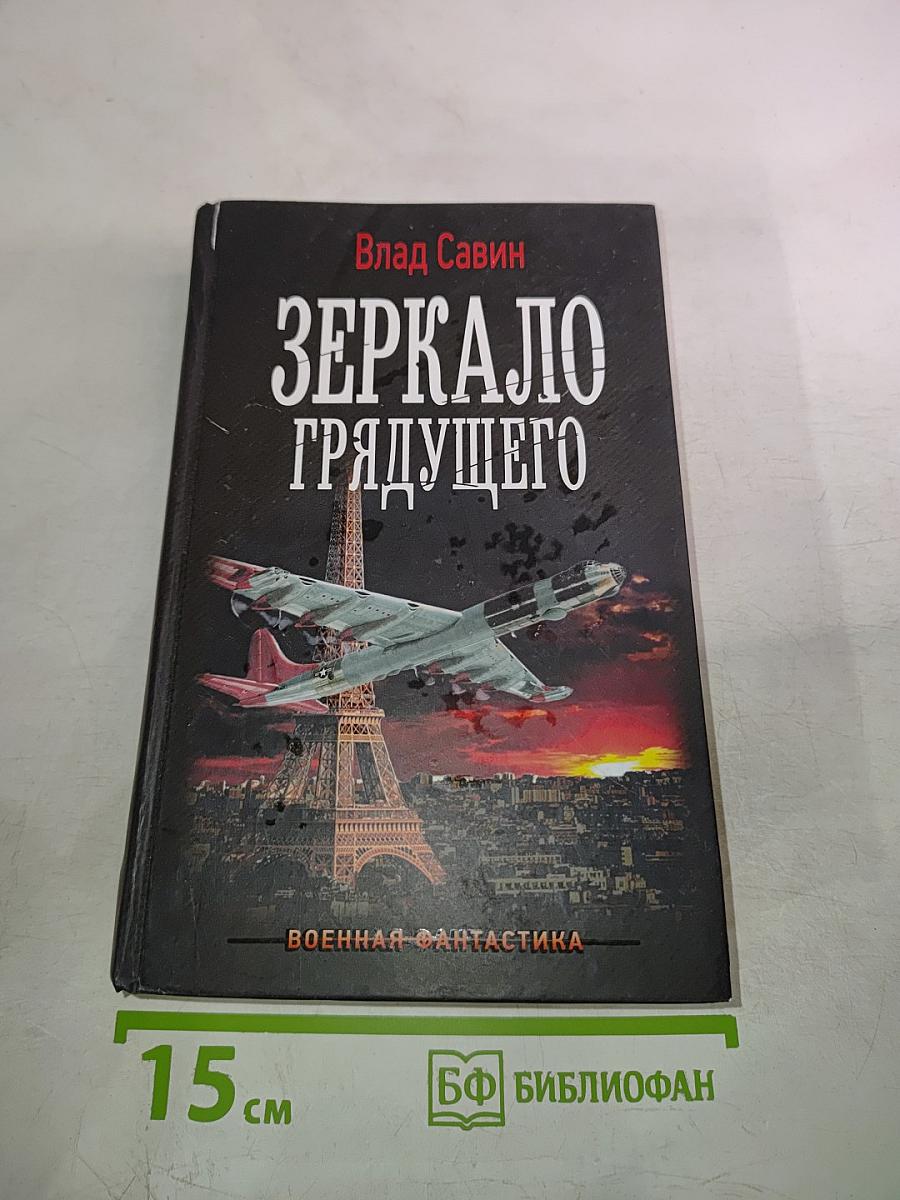 Влад Савин
ЗЕРКАЛО
ГРЯДУЩЕГО
ВОЕННАЯ ФАНТАСТИКА
15 см
БФ БИБЛИОФАН